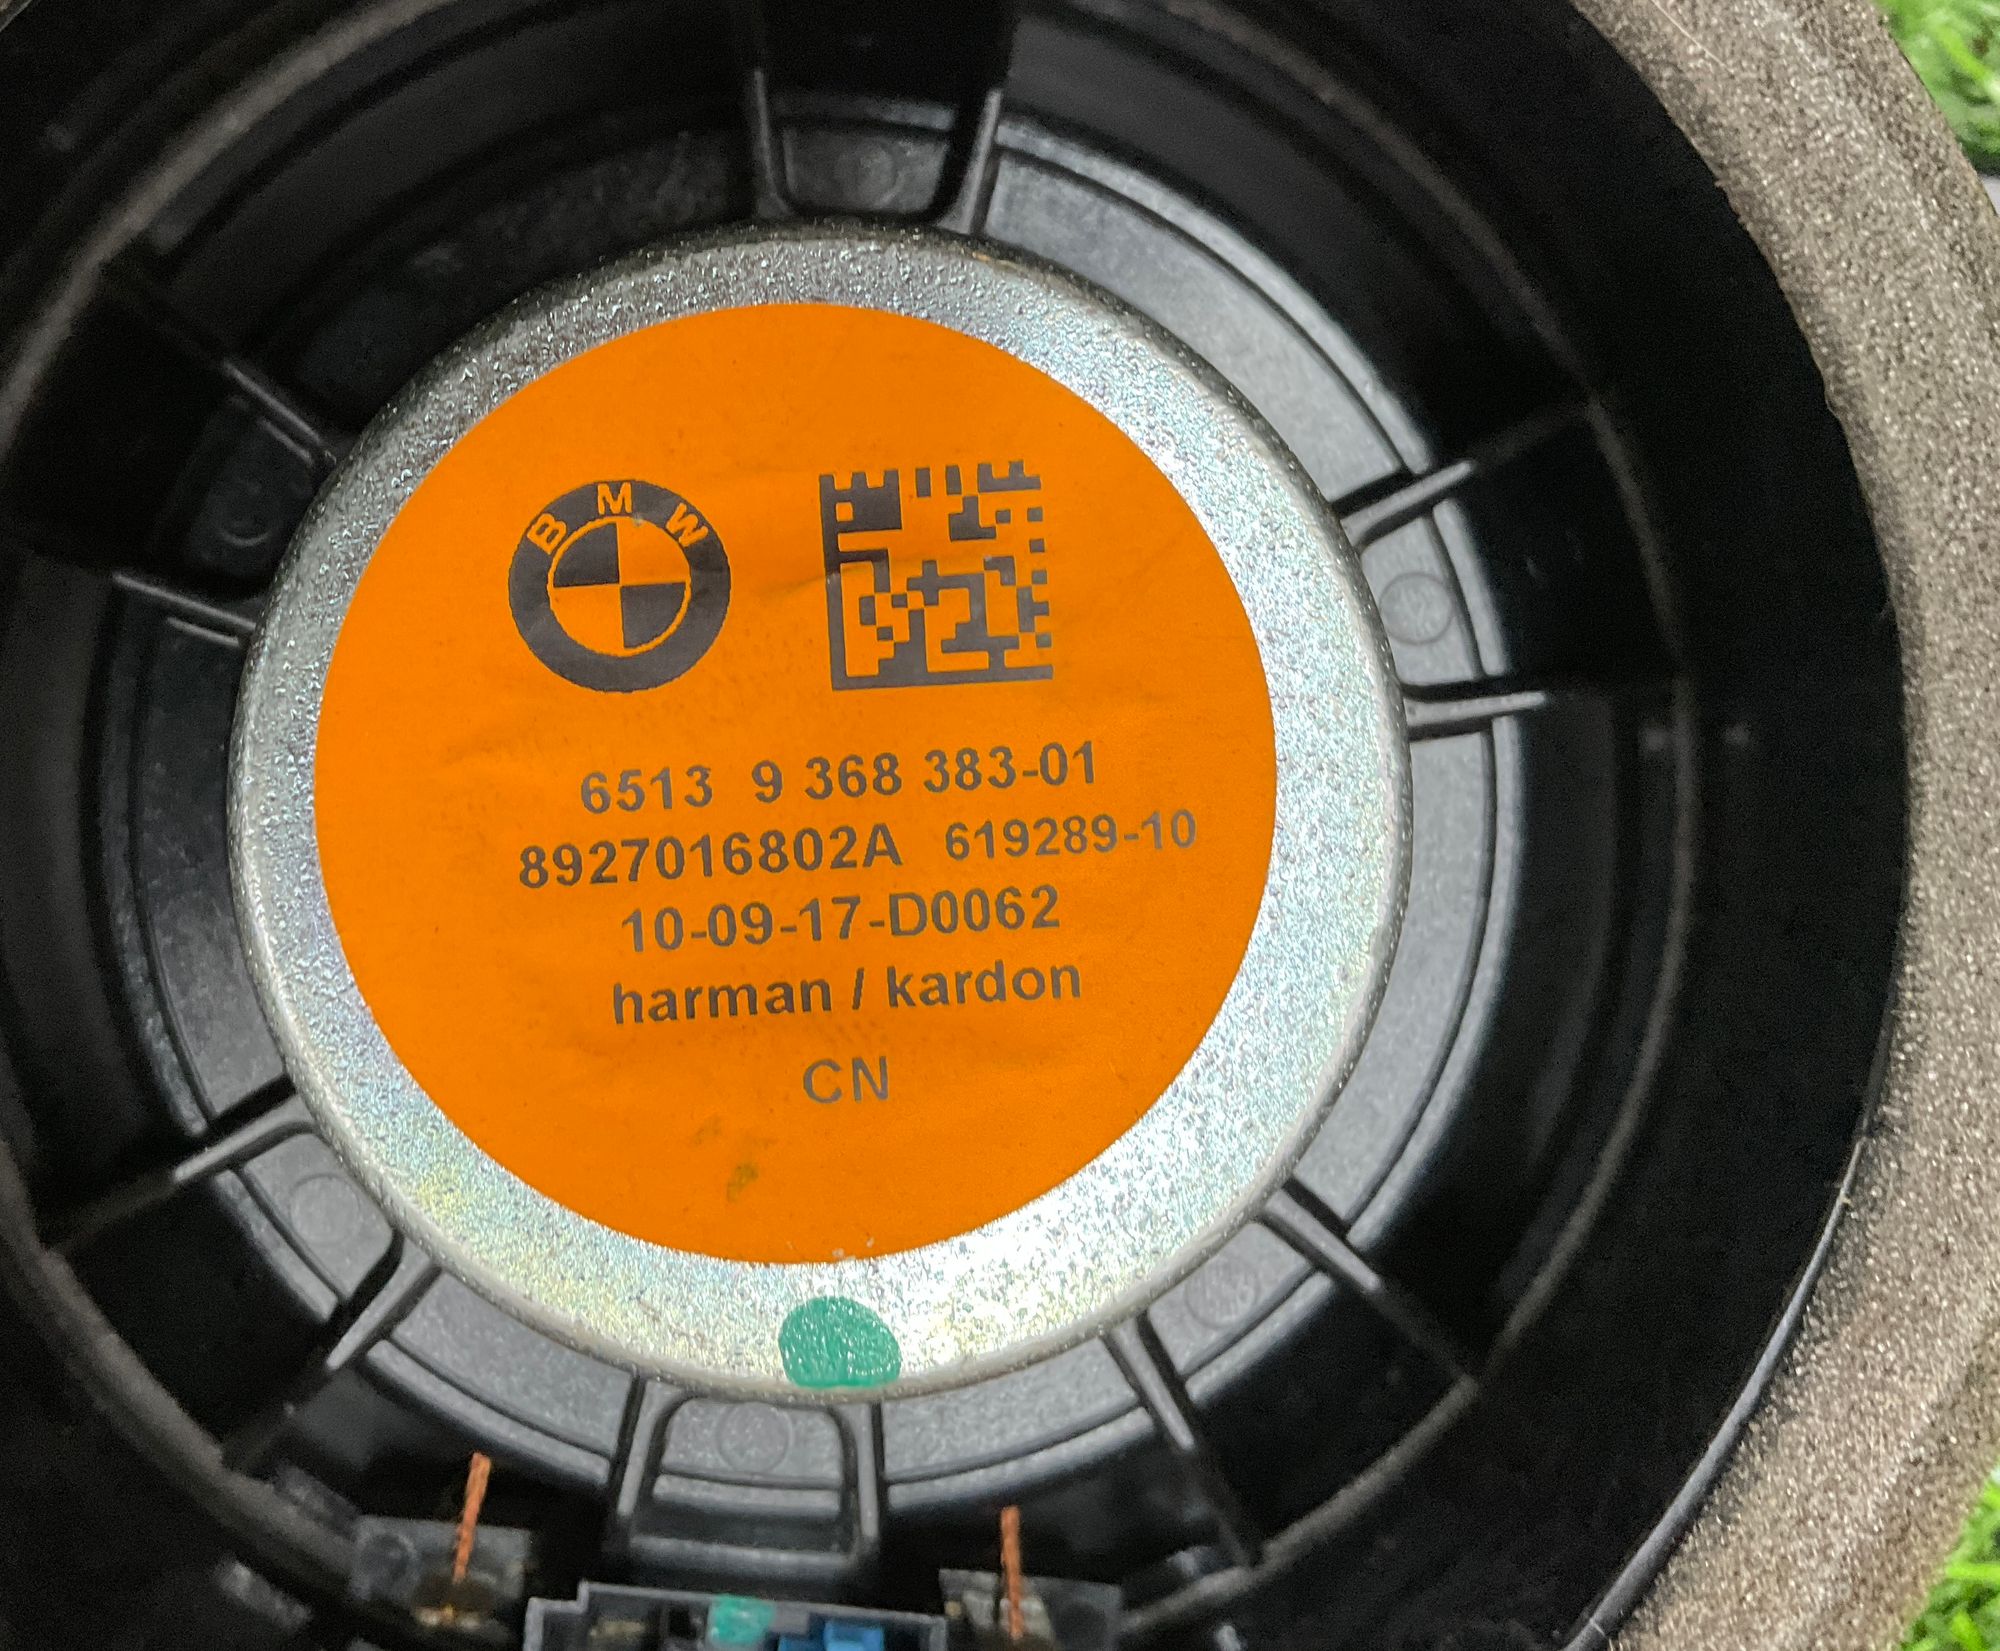 BMW
6513 9 368 383-01
8927016802A 619289-10
10-09-17-D0062
harman / kardon
CN